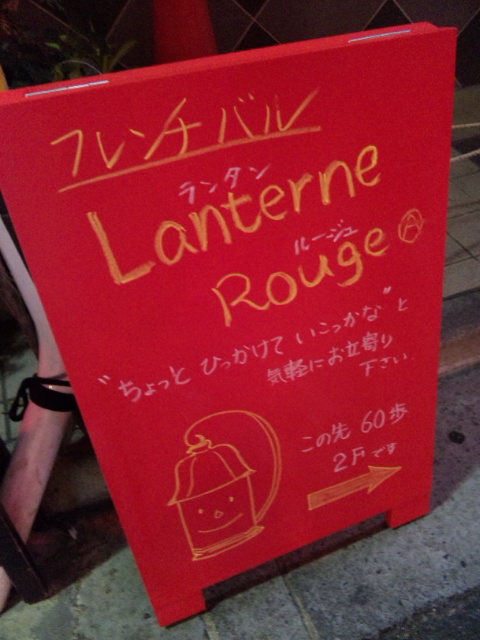 フレンチバル
ランタン
Lanterne
ルージュ
Rouge Ⓐ
"ちょっと ひっかけて いこっかな"と
気軽にお立寄り
下さい.
この先 60歩
2Fです